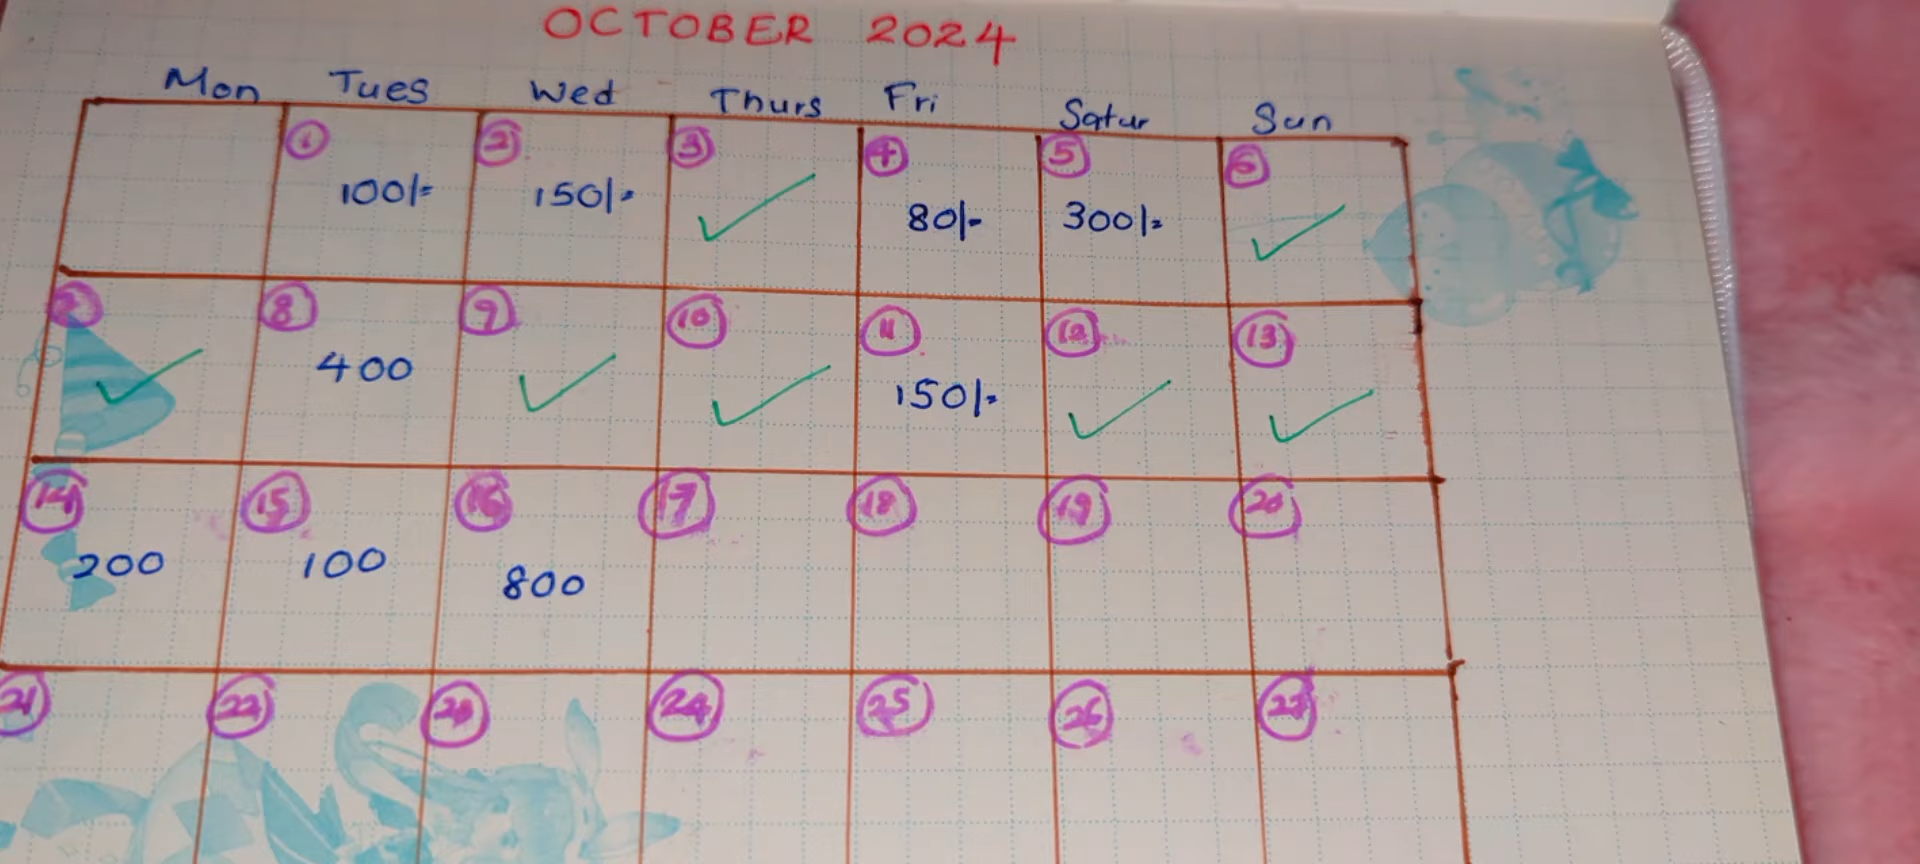 OCTOBER 2024
Mon Tues Wed Thurs Fri Satur Sun
1 2 3 4 5 6
100/= 150/= ✓ 80/- 300/= ✓
7 8 9 10 11 12 13
✓ 400 ✓ ✓ 150/= ✓ ✓
14 15 16 17 18 19 20
200 100 800
21 22 23 24 25 26 27